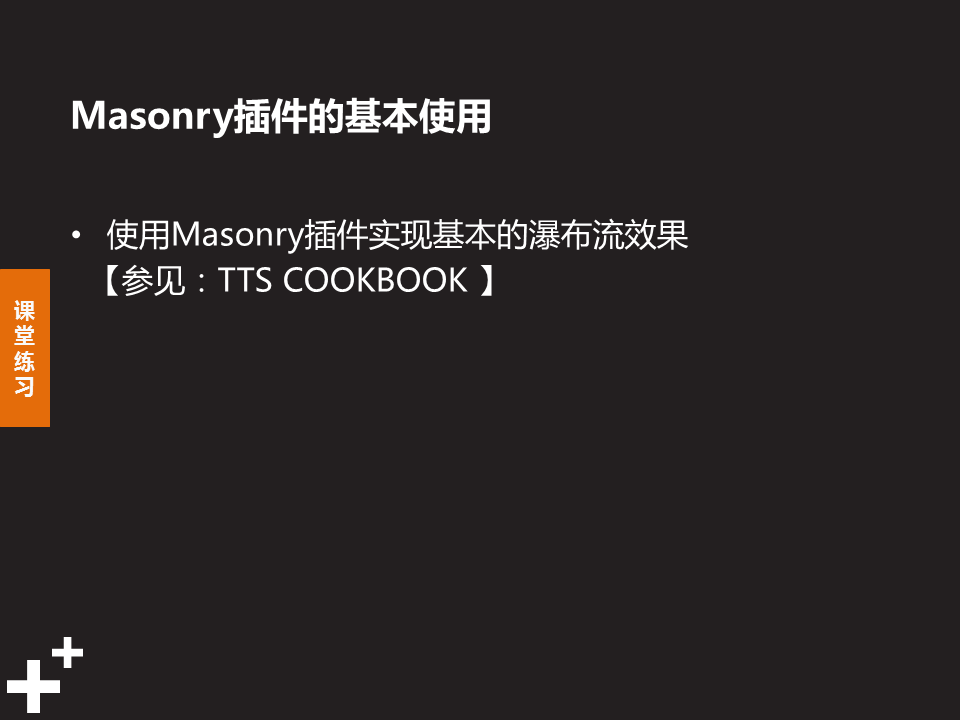 Masonry插件的基本使用
• 使用Masonry插件实现基本的瀑布流效果
【参见：TTS COOKBOOK 】
课堂练习